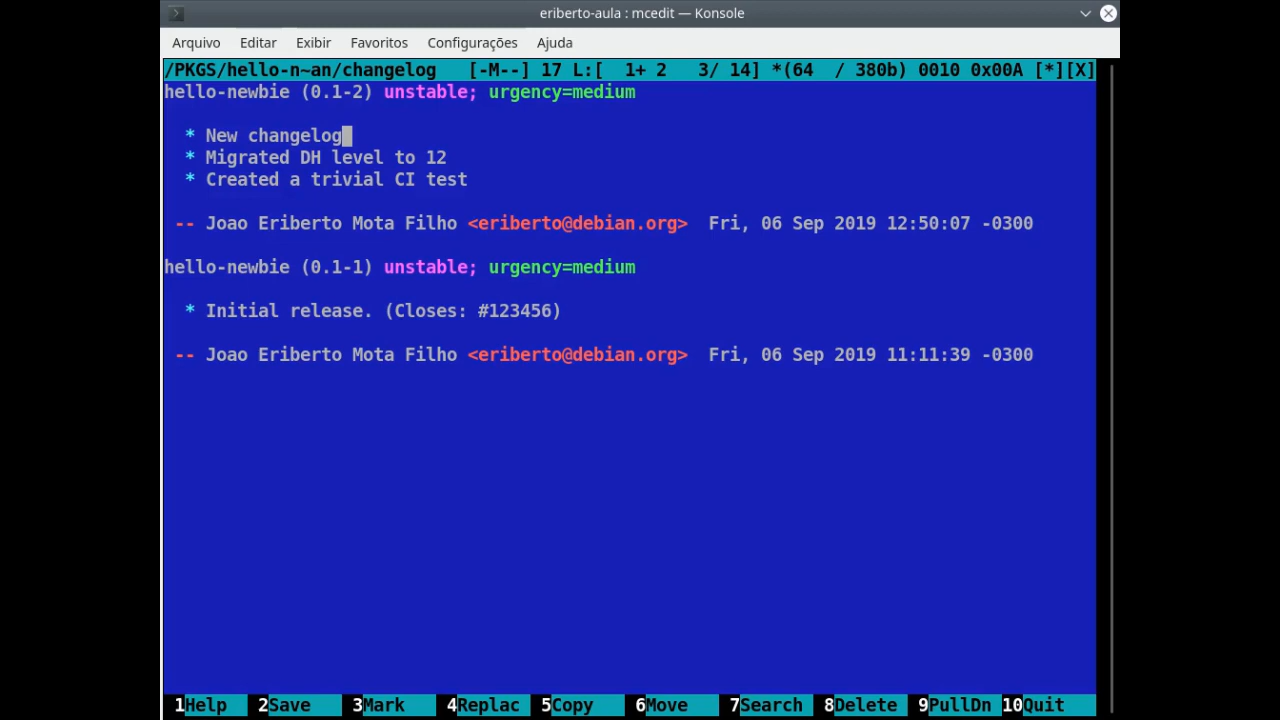 eriberto-aula : mcedit — Konsole
Arquivo Editar Exibir Favoritos Configurações Ajuda
/PKGS/hello-n~an/changelog [-M--] 17 L:[ 1+ 2 3/ 14] *(64 / 380b) 0010 0x00A [*][X]
hello-newbie (0.1-2) unstable; urgency=medium
* New changelog
* Migrated DH level to 12
* Created a trivial CI test
-- Joao Eriberto Mota Filho <eriberto@debian.org> Fri, 06 Sep 2019 12:50:07 -0300
hello-newbie (0.1-1) unstable; urgency=medium
* Initial release. (Closes: #123456)
-- Joao Eriberto Mota Filho <eriberto@debian.org> Fri, 06 Sep 2019 11:11:39 -0300
1Help 2Save 3Mark 4Replac 5Copy 6Move 7Search 8Delete 9PullDn 10Quit